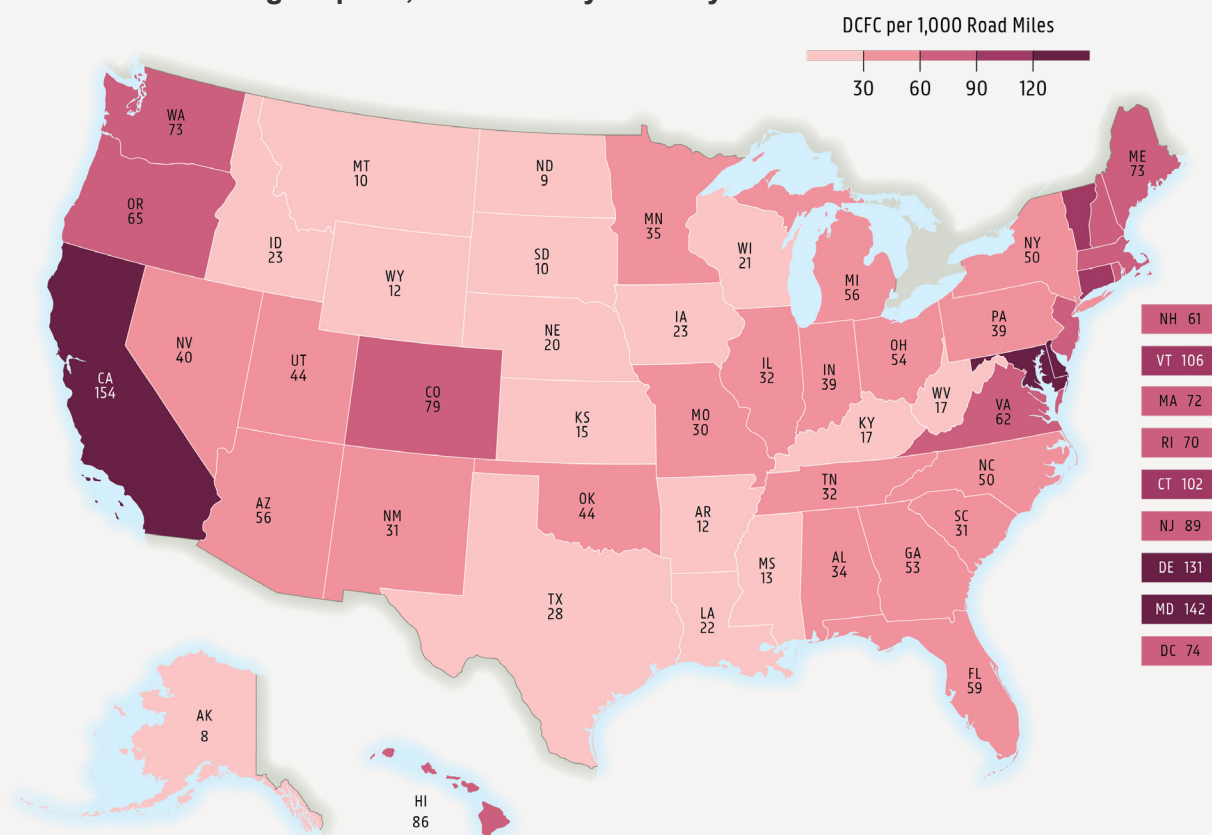 DCFC per 1,000 Road Miles
30 60 90 120
WA
73
OR
65
CA
154
ID
23
NV
40
MT
10
WY
12
UT
44
AZ
56
CO
79
NM
31
ND
9
SD
10
NE
20
KS
15
OK
44
TX
28
MN
35
IA
23
MO
30
AR
12
LA
22
WI
21
IL
32
MS
13
MI
56
IN
39
KY
17
TN
32
AL
34
OH
54
WV
17
GA
53
FL
59
SC
31
NC
50
VA
62
PA
39
NY
50
ME
73
NH 61
VT 106
MA 72
RI 70
CT 102
NJ 89
DE 131
MD 142
DC 74
AK
8
HI
86